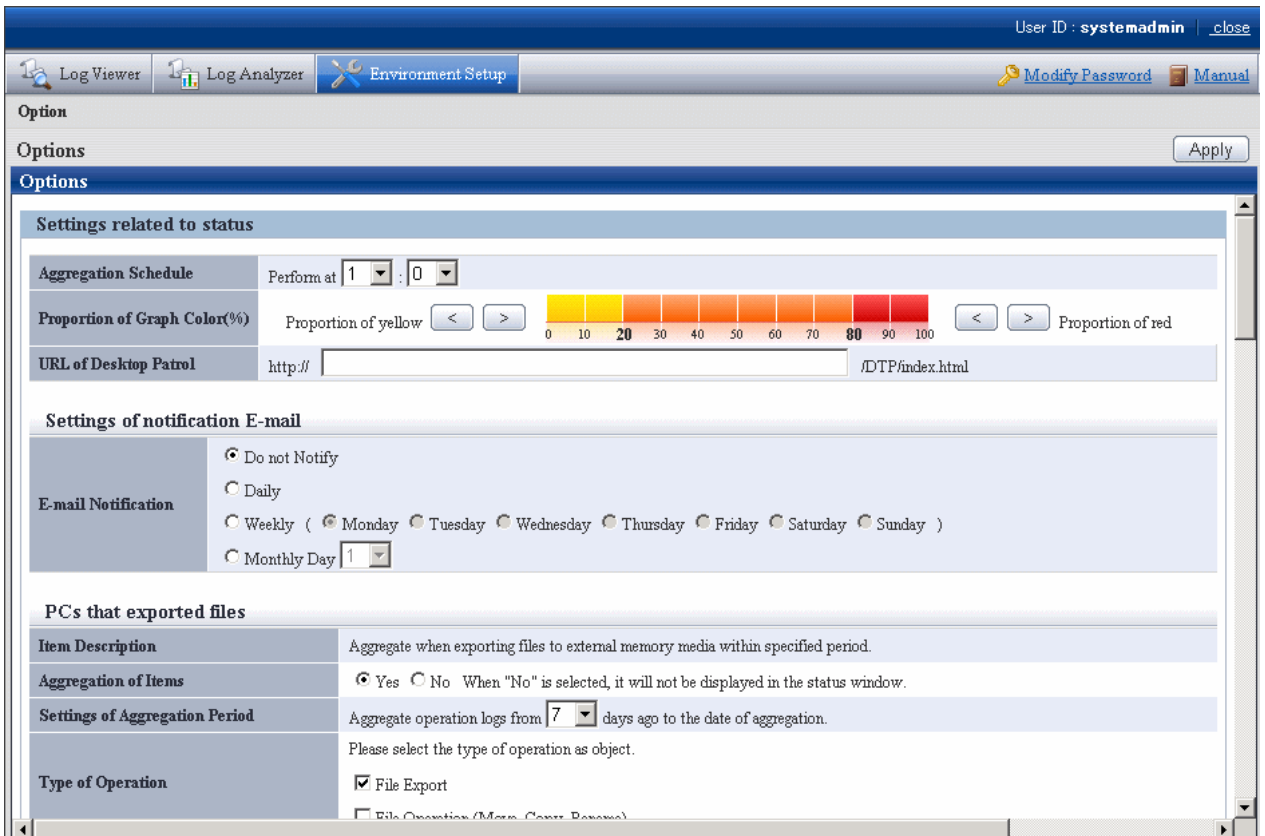 User ID : systemadmin | close
Log Viewer Log Analyzer Environment Setup Modify Password Manual
Option
Options Apply
Options
Settings related to status
Aggregation Schedule Perform at 1 : 0
Proportion of Graph Color(%) Proportion of yellow < > 0 10 20 30 40 50 60 70 80 90 100 < > Proportion of red
URL of Desktop Patrol http:// /DTP/index.html
Settings of notification E-mail
E-mail Notification
Do not Notify
Daily
Weekly ( Monday Tuesday Wednesday Thursday Friday Saturday Sunday )
Monthly Day 1
PCs that exported files
Item Description Aggregate when exporting files to external memory media within specified period.
Aggregation of Items Yes No When "No" is selected, it will not be displayed in the status window.
Settings of Aggregation Period Aggregate operation logs from 7 days ago to the date of aggregation.
Type of Operation
Please select the type of operation as object.
File Export
File Operation (Move, Copy, Rename)